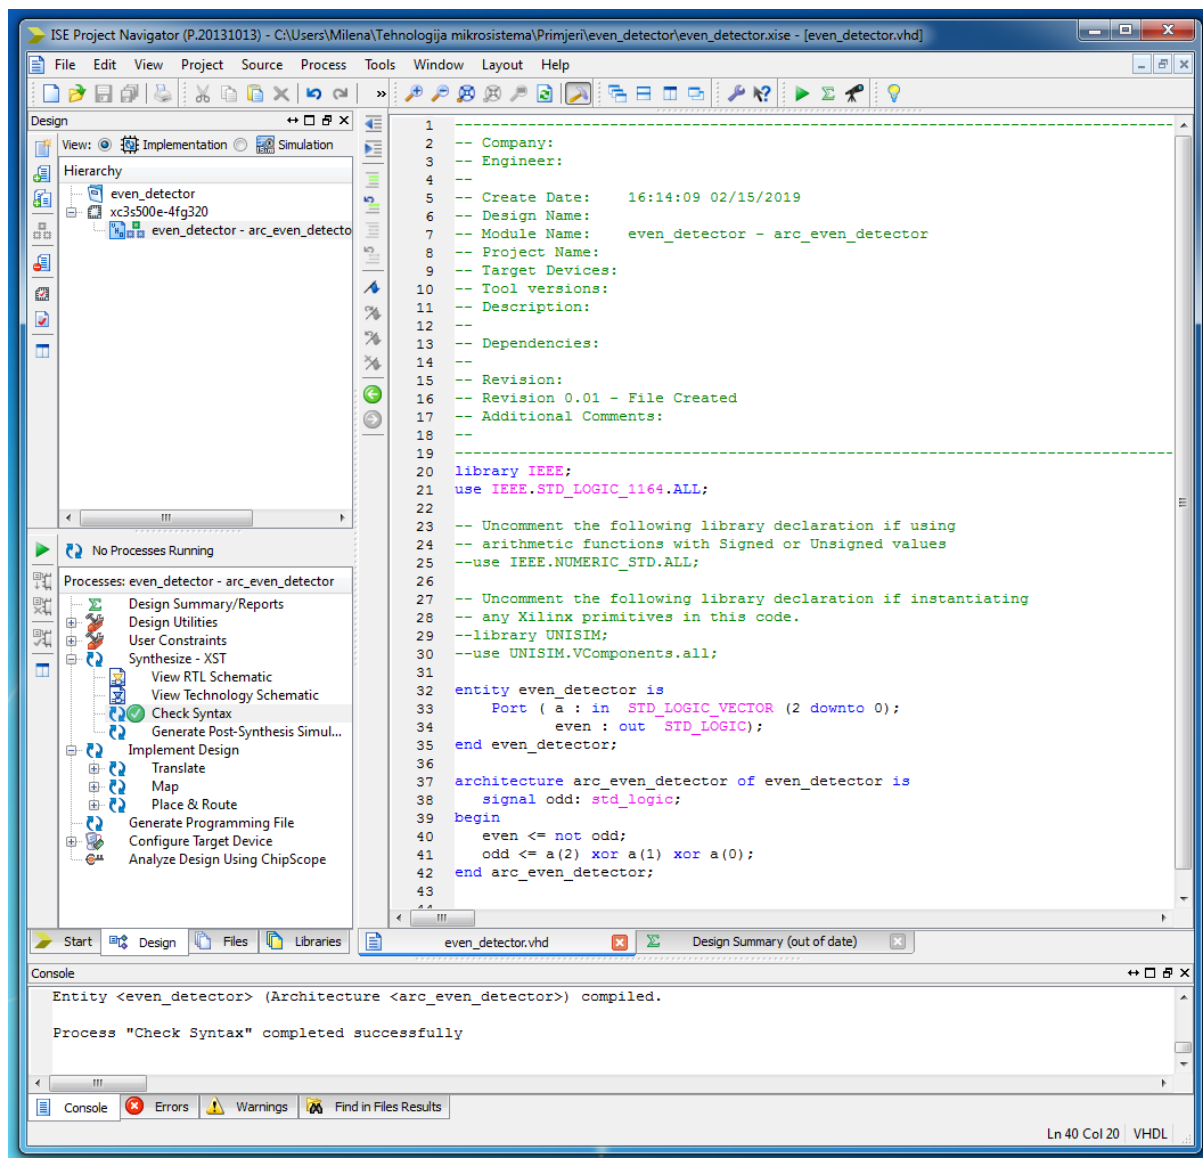 ISE Project Navigator (P.20131013) - C:\Users\Milena\Tehnologija mikrosistema\Primjeri\even_detector\even_detector.xise - [even_detector.vhd]
File Edit View Project Source Process Tools Window Layout Help
Design
View: Implementation Simulation
Hierarchy
even_detector
xc3s500e-4fg320
even_detector - arc_even_detecto
No Processes Running
Processes: even_detector - arc_even_detector
Design Summary/Reports
Design Utilities
User Constraints
Synthesize - XST
View RTL Schematic
View Technology Schematic
Check Syntax
Generate Post-Synthesis Simul...
Implement Design
Translate
Map
Place & Route
Generate Programming File
Configure Target Device
Analyze Design Using ChipScope
Start Design Files Libraries
1 --------------------------------------------------------------------------------
2 -- Company:
3 -- Engineer:
4 --
5 -- Create Date:    16:14:09 02/15/2019
6 -- Design Name:
7 -- Module Name:    even_detector - arc_even_detector
8 -- Project Name:
9 -- Target Devices:
10 -- Tool versions:
11 -- Description:
12 --
13 -- Dependencies:
14 --
15 -- Revision:
16 -- Revision 0.01 - File Created
17 -- Additional Comments:
18 --
19 --------------------------------------------------------------------------------
20 library IEEE;
21 use IEEE.STD_LOGIC_1164.ALL;
22
23 -- Uncomment the following library declaration if using
24 -- arithmetic functions with Signed or Unsigned values
25 --use IEEE.NUMERIC_STD.ALL;
26
27 -- Uncomment the following library declaration if instantiating
28 -- any Xilinx primitives in this code.
29 --library UNISIM;
30 --use UNISIM.VComponents.all;
31
32 entity even_detector is
33     Port ( a : in  STD_LOGIC_VECTOR (2 downto 0);
34            even : out  STD_LOGIC);
35 end even_detector;
36
37 architecture arc_even_detector of even_detector is
38    signal odd: std_logic;
39 begin
40    even <= not odd;
41    odd <= a(2) xor a(1) xor a(0);
42 end arc_even_detector;
43
44
even_detector.vhd Design Summary (out of date)
Console
Entity <even_detector> (Architecture <arc_even_detector>) compiled.
Process "Check Syntax" completed successfully
Console Errors Warnings Find in Files Results
Ln 40 Col 20 VHDL